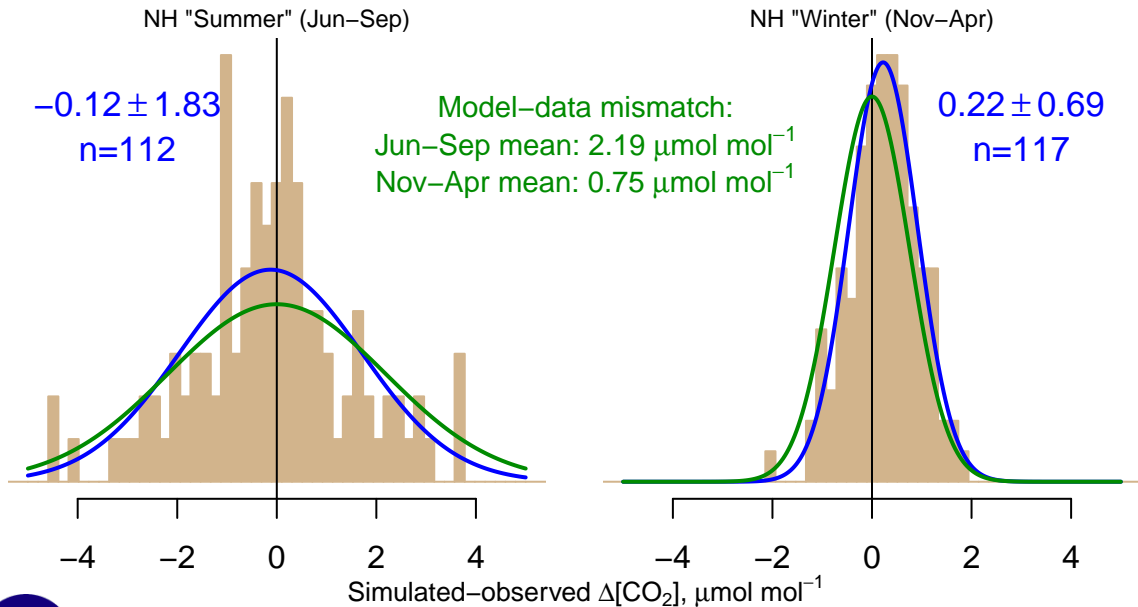 NH "Summer" (Jun−Sep)
−0.12 ± 1.83
n=112
Model−data mismatch:
Jun−Sep mean: 2.19 μmol mol⁻¹
Nov−Apr mean: 0.75 μmol mol⁻¹
NH "Winter" (Nov−Apr)
0.22 ± 0.69
n=117
−4 −2 0 2 4
−4 −2 0 2 4
Simulated−observed Δ[CO₂], μmol mol⁻¹